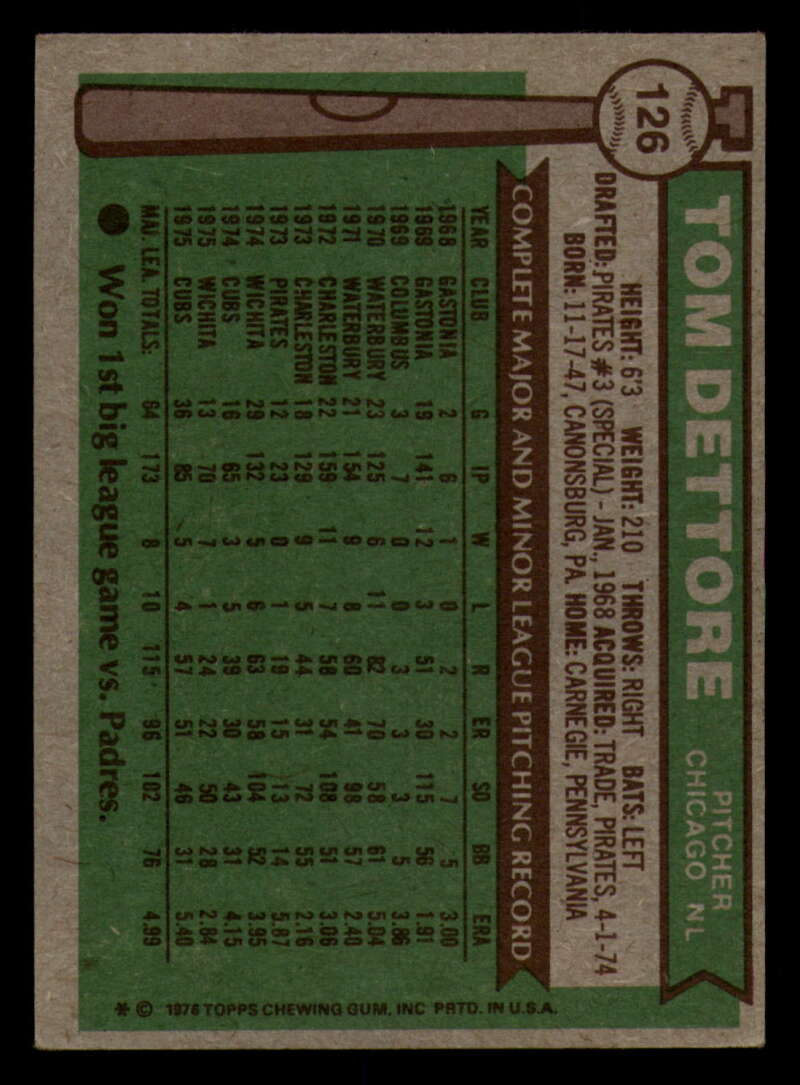 126
TOM DETTORE
PITCHER
CHICAGO NL
HEIGHT: 6'3 WEIGHT: 210 THROWS: RIGHT BATS: LEFT
DRAFTED: PIRATES #3 (SPECIAL) - JAN., 1968 ACQUIRED: TRADE, PIRATES, 4-1-74
BORN: 11-17-47, CANONSBURG, PA. HOME: CARNEGIE, PENNSYLVANIA
COMPLETE MAJOR AND MINOR LEAGUE PITCHING RECORD
YEAR CLUB G IP W L R ER SO BB ERA
1968 GASTONIA 2 6 1 0 2 2 7 5 3.00
1969 GASTONIA 19 141 12 3 51 30 115 56 1.91
1969 COLUMBUS 3 7 0 0 3 3 3 5 3.86
1970 WATERBURY 23 125 6 11 82 70 58 61 5.04
1971 WATERBURY 21 154 9 8 60 41 98 57 2.40
1972 CHARLESTON 22 159 11 7 58 54 108 51 3.06
1973 CHARLESTON 18 129 9 5 44 31 72 55 2.16
1973 PIRATES 12 23 0 1 19 15 13 14 5.87
1974 WICHITA 29 132 5 6 63 58 104 52 3.95
1974 CUBS 16 65 3 5 39 30 43 31 4.15
1975 WICHITA 13 70 7 1 24 22 50 28 2.84
1975 CUBS 36 85 5 4 57 51 46 31 5.40
MAJ. LEA. TOTALS: 64 173 8 10 115 96 102 76 4.99
Won 1st big league game vs. Padres.
* © 1976 TOPPS CHEWING GUM, INC PRTD. IN U.S.A.